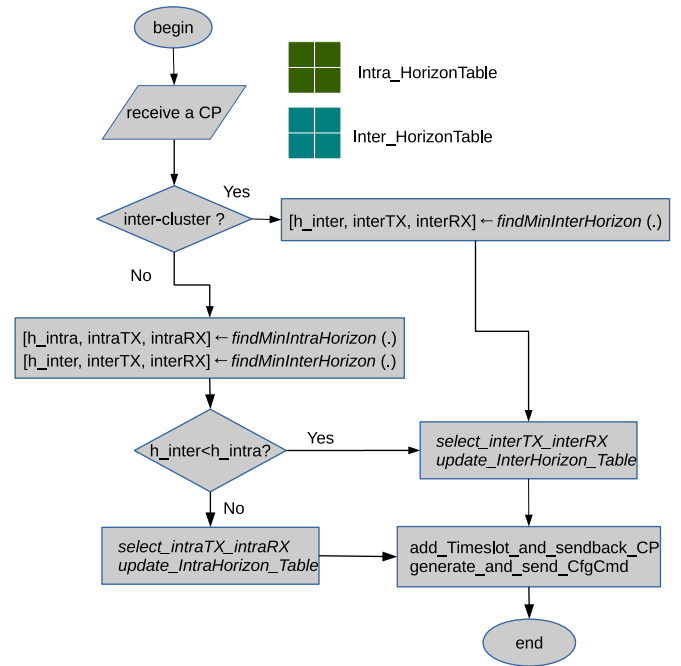 begin
Intra_HorizonTable
receive a CP
Inter_HorizonTable
Yes
inter-cluster ?
[h_inter, interTX, interRX] ← findMinInterHorizon (.)
No
[h_intra, intraTX, intraRX] ← findMinIntraHorizon (.)
[h_inter, interTX, interRX] ← findMinInterHorizon (.)
h_inter<h_intra?
Yes
select_interTX_interRX
update_InterHorizon_Table
No
select_intraTX_intraRX
update_IntraHorizon_Table
add_Timeslot_and_sendback_CP
generate_and_send_CfgCmd
end